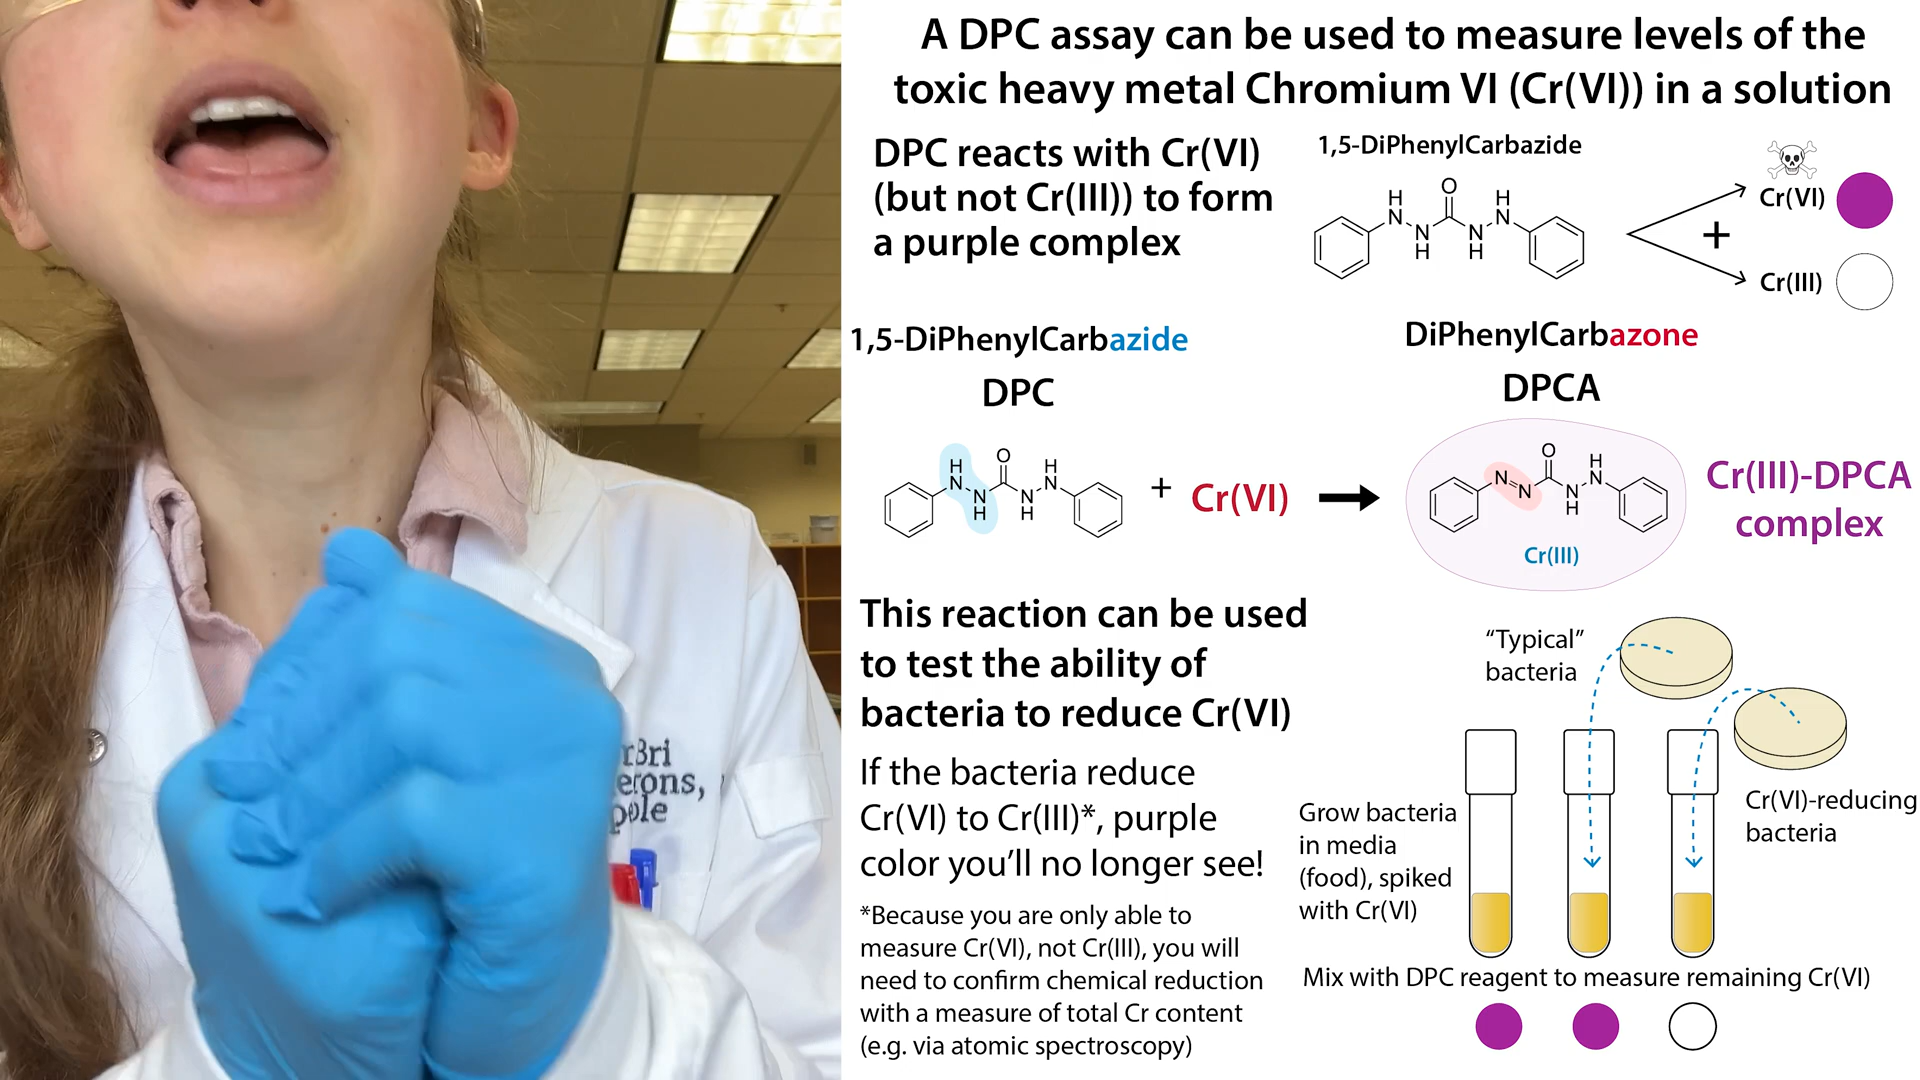 A DPC assay can be used to measure levels of the
toxic heavy metal Chromium VI (Cr(VI)) in a solution
DPC reacts with Cr(VI)
(but not Cr(III)) to form
a purple complex
1,5-DiPhenylCarbazide
H
N
N
H
O
N
H
H
N
Cr(VI)
+
Cr(III)
1,5-DiPhenylCarbazide
DPC
H
N
N
H
O
N
H
H
N
+ Cr(VI)
DiPhenylCarbazone
DPCA
N
N
O
N
H
H
N
Cr(III)
Cr(III)-DPCA
complex
This reaction can be used
to test the ability of
bacteria to reduce Cr(VI)
If the bacteria reduce
Cr(VI) to Cr(III)*, purple
color you’ll no longer see!
*Because you are only able to
measure Cr(VI), not Cr(III), you will
need to confirm chemical reduction
with a measure of total Cr content
(e.g. via atomic spectroscopy)
“Typical”
bacteria
Cr(VI)-reducing
bacteria
Grow bacteria
in media
(food), spiked
with Cr(VI)
Mix with DPC reagent to measure remaining Cr(VI)